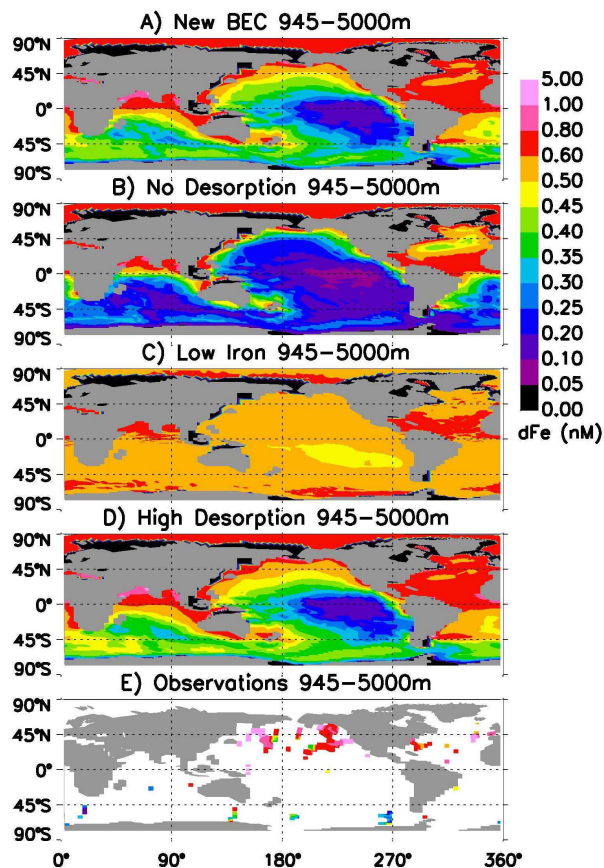 A) New BEC 945-5000m
90°N
45°N
0°
45°S
90°S
B) No Desorption 945-5000m
90°N
45°N
0°
45°S
90°S
C) Low Iron 945-5000m
90°N
45°N
0°
45°S
90°S
D) High Desorption 945-5000m
90°N
45°N
0°
45°S
90°S
E) Observations 945-5000m
90°N
45°N
0°
45°S
90°S
0° 90° 180° 270° 360°
5.00
1.00
0.80
0.60
0.50
0.45
0.40
0.35
0.30
0.25
0.20
0.10
0.05
0.00
dFe (nM)